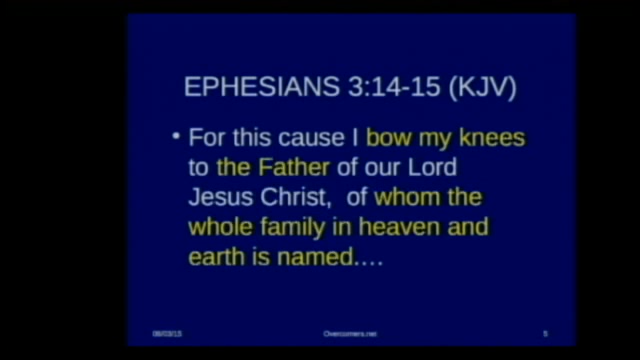 EPHESIANS 3:14-15 (KJV)
• For this cause I bow my knees
to the Father of our Lord
Jesus Christ, of whom the
whole family in heaven and
earth is named….
Overcomers.net
5